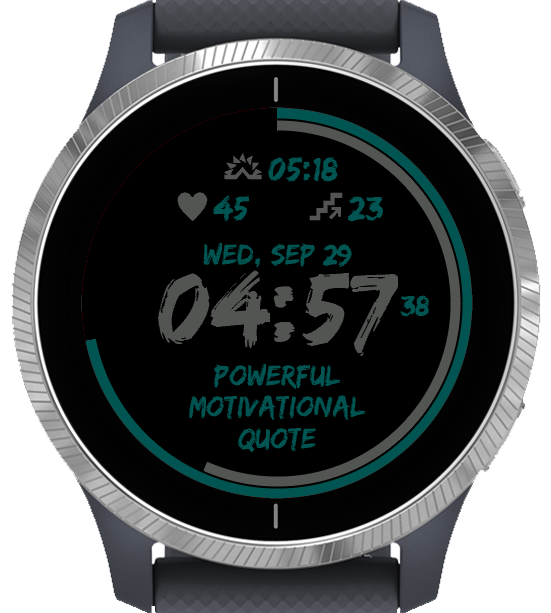 05:18
45 23
WED, SEP 29
04:57 38
POWERFUL
MOTIVATIONAL
QUOTE